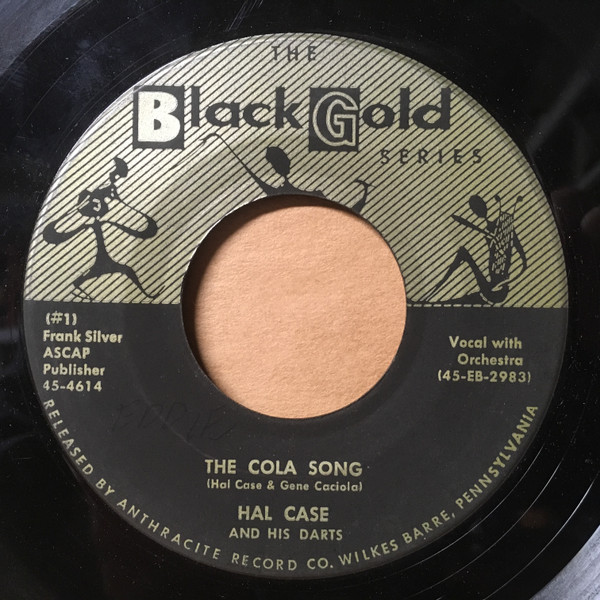 THE
Black Gold
SERIES
(#1)
Frank Silver
ASCAP
Publisher
45-4614
Vocal with
Orchestra
(45-EB-2983)
THE COLA SONG
(Hal Case & Gene Caciola)
HAL CASE
AND HIS DARTS
RELEASED BY ANTHRACITE RECORD CO. WILKES BARRE, PENNSYLVANIA